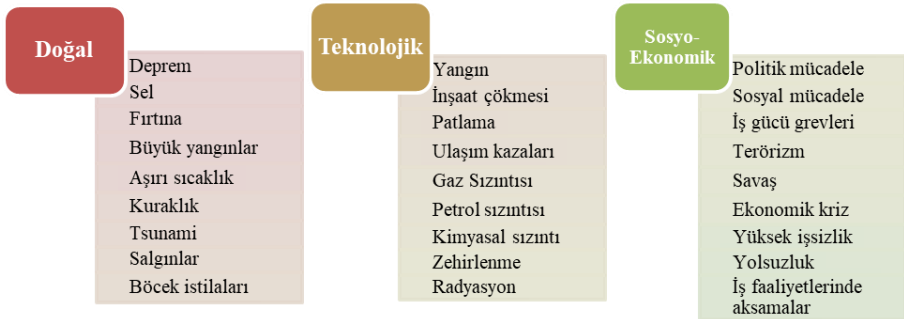 Doğal
Deprem
Sel
Fırtına
Büyük yangınlar
Aşırı sıcaklık
Kuraklık
Tsunami
Salgınlar
Böcek istilaları
Teknolojik
Yangın
İnşaat çökmesi
Patlama
Ulaşım kazaları
Gaz Sızıntısı
Petrol sızıntısı
Kimyasal sızıntı
Zehirlenme
Radyasyon
Sosyo-
Ekonomik
Politik mücadele
Sosyal mücadele
İş gücü grevleri
Terörizm
Savaş
Ekonomik kriz
Yüksek işsizlik
Yolsuzluk
İş faaliyetlerinde
aksamalar